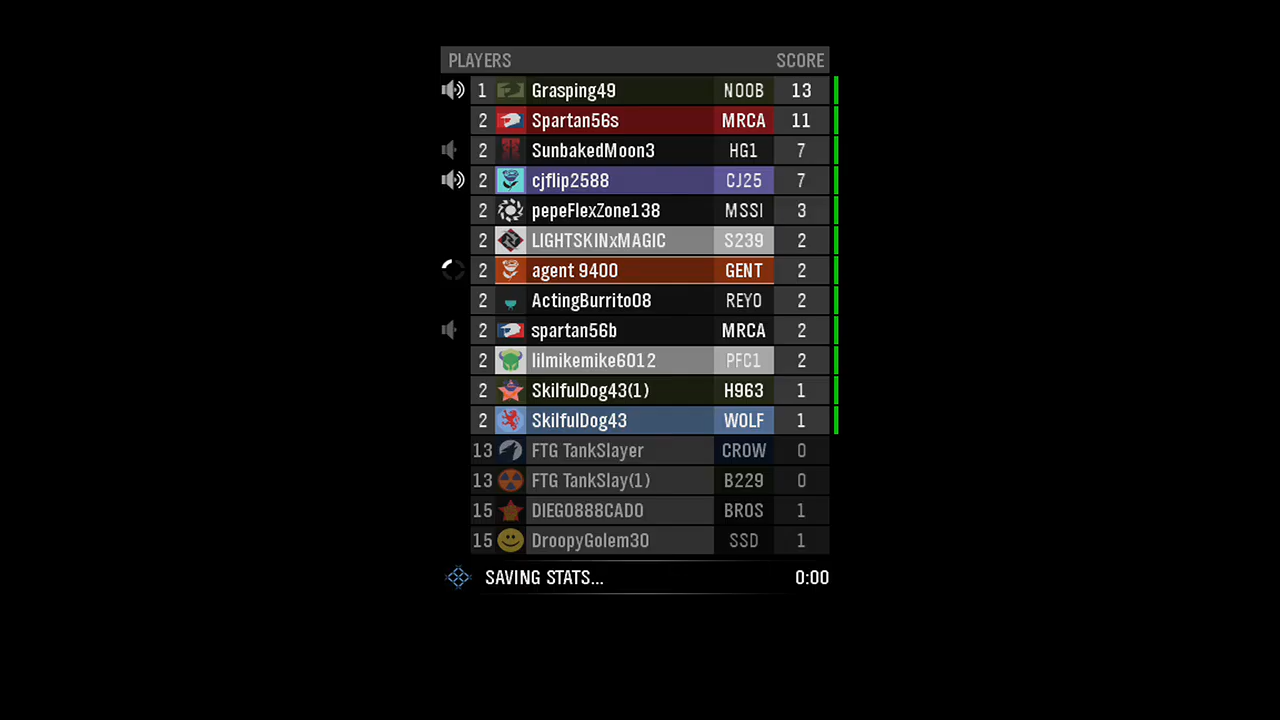 PLAYERS SCORE
1 Grasping49 NOOB 13
2 Spartan56s MRCA 11
2 SunbakedMoon3 HG1 7
2 cjflip2588 CJ25 7
2 pepeFlexZone138 MSSI 3
2 LIGHTSKINxMAGIC S239 2
2 agent 9400 GENT 2
2 ActingBurrito08 REYO 2
2 spartan56b MRCA 2
2 lilmikemike6012 PFC1 2
2 SkilfulDog43(1) H963 1
2 SkilfulDog43 WOLF 1
13 FTG TankSlayer CROW 0
13 FTG TankSlay(1) B229 0
15 DIEGO888CADO BROS 1
15 DroopyGolem30 SSD 1
SAVING STATS... 0:00